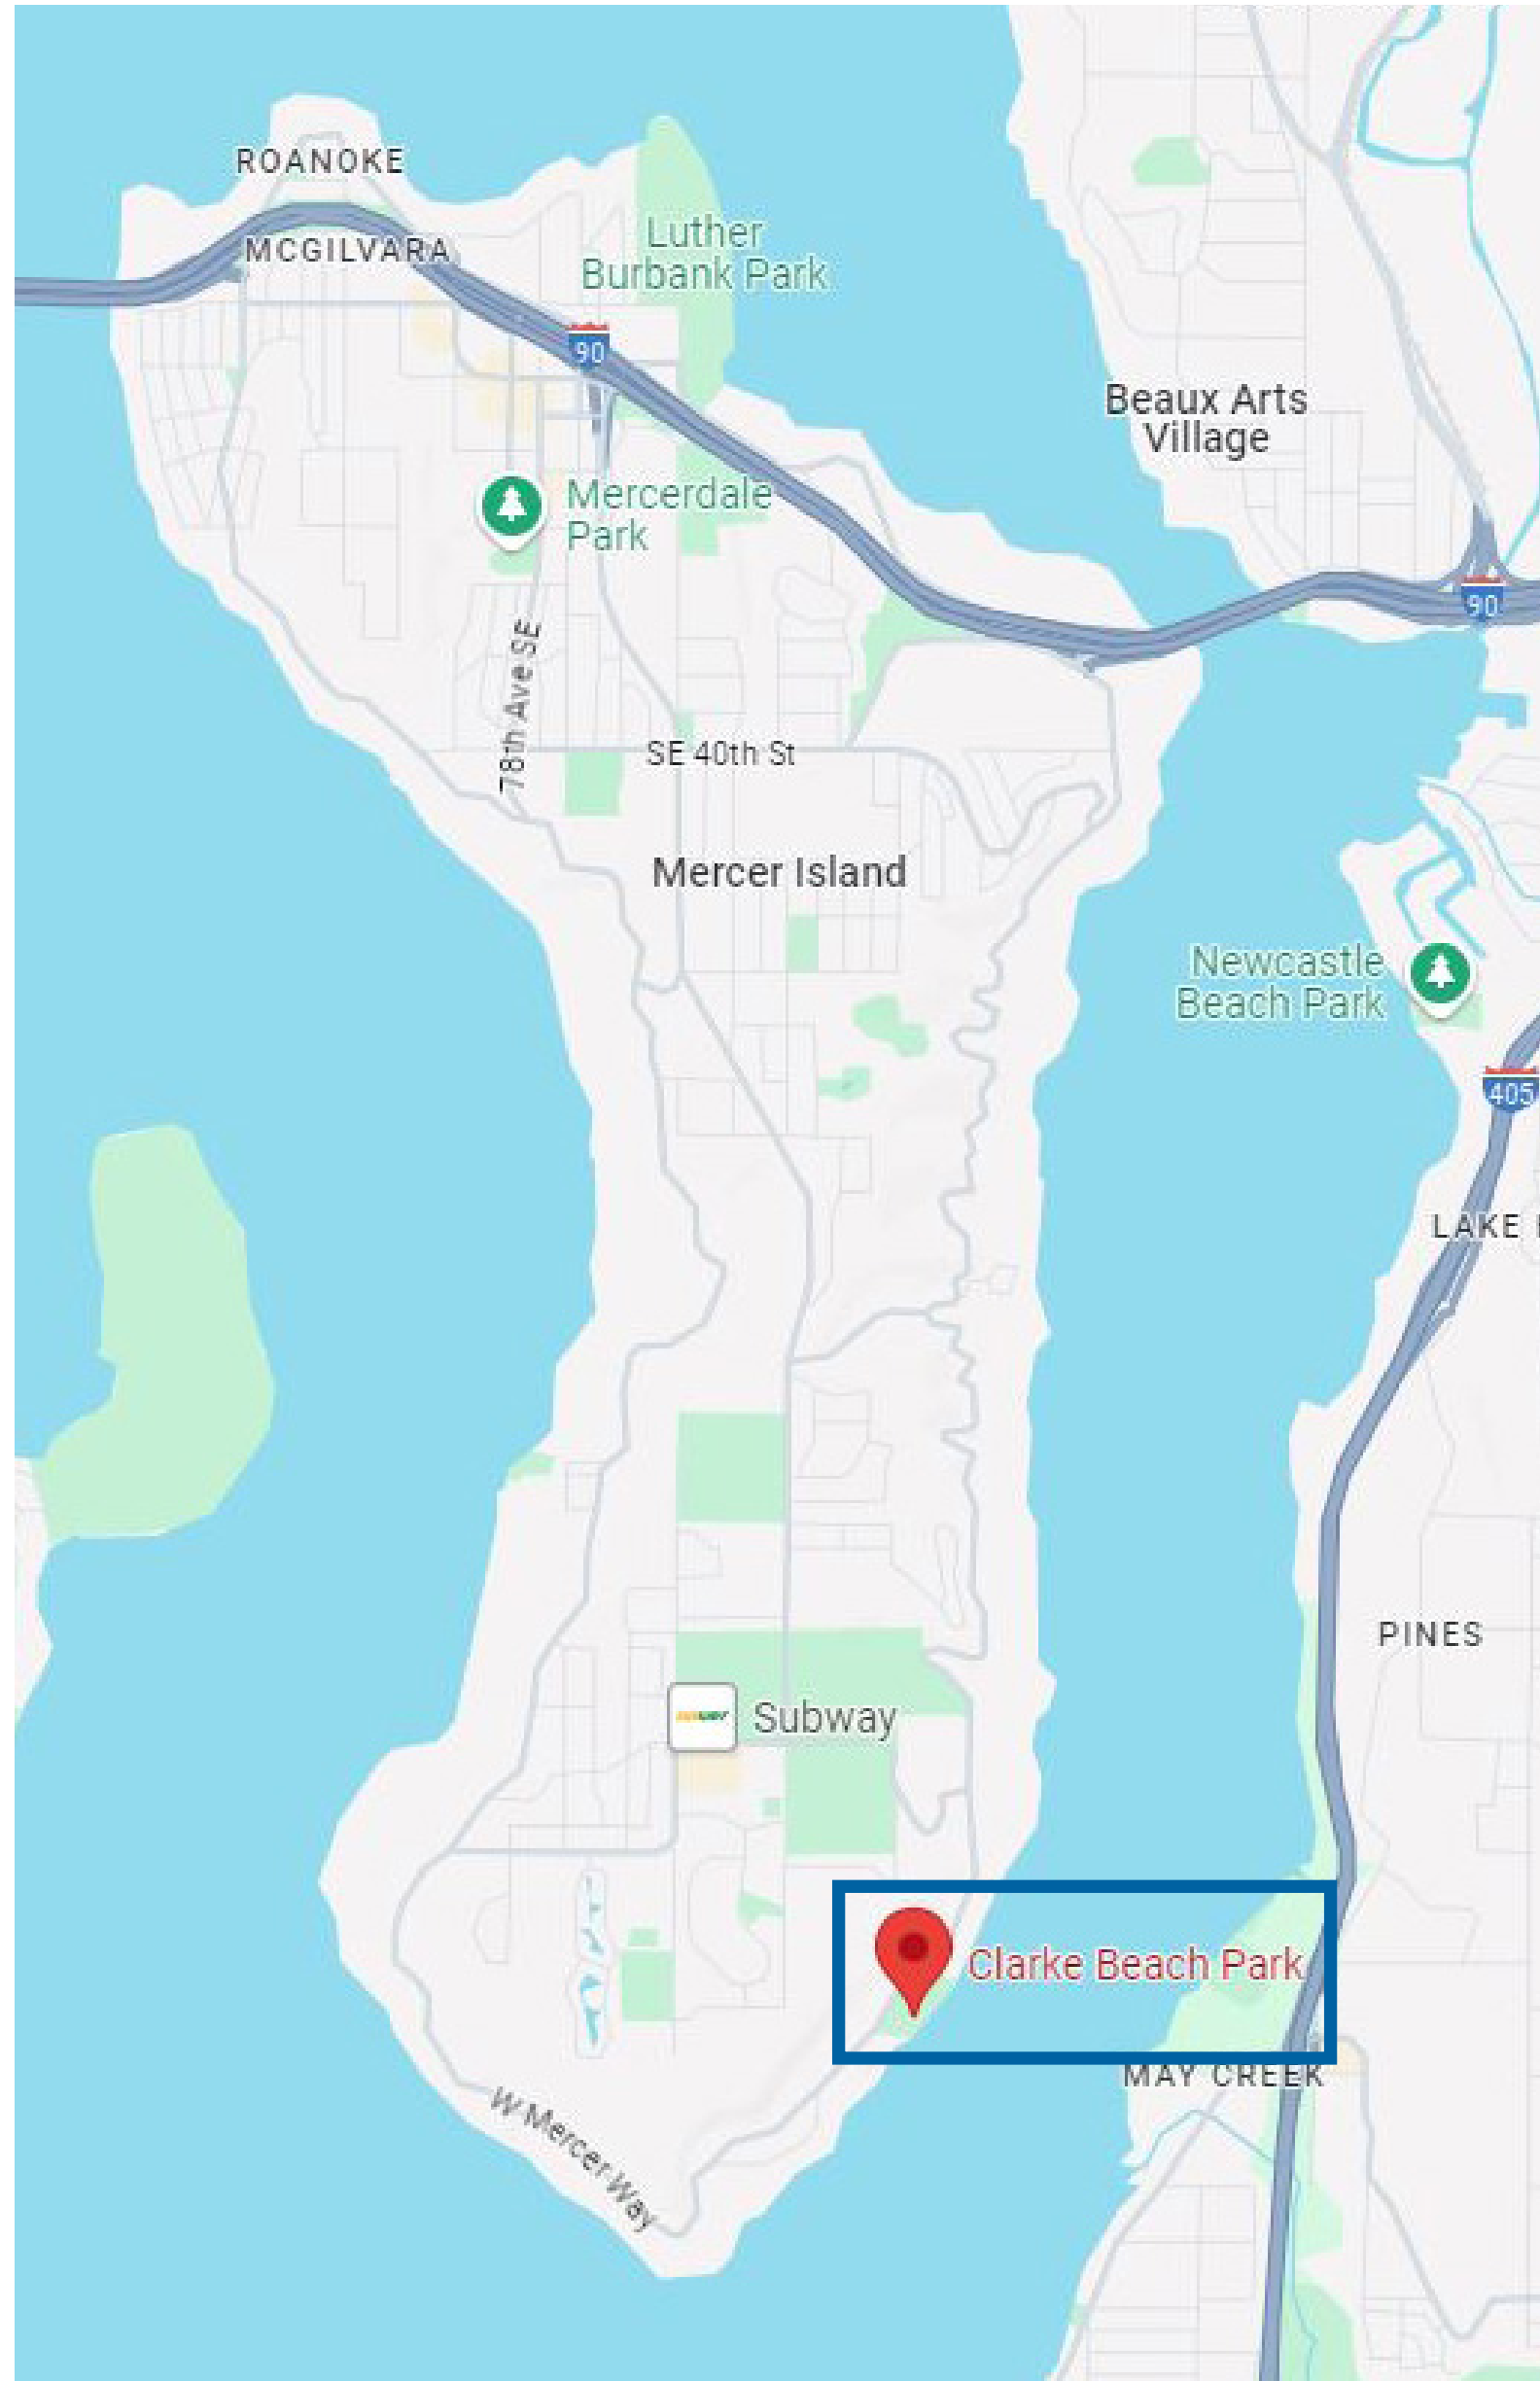 ROANOKE
MCGILVARA
Luther
Burbank Park
90
Beaux Arts
Village
Mercerdale
Park
90
78th Ave SE
SE 40th St
Mercer Island
Newcastle
Beach Park
405
LAKE
PINES
SUBWAY
Subway
Clarke Beach Park
MAY CREEK
W Mercer Way